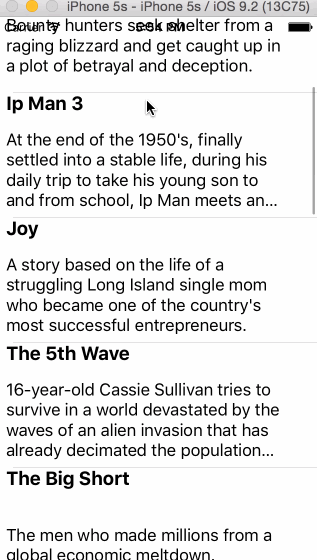 iPhone 5s - iPhone 5s / iOS 9.2 (13C75)
Bounty hunters seek shelter from a
raging blizzard and get caught up in
a plot of betrayal and deception.
Ip Man 3
At the end of the 1950's, finally
settled into a stable life, during his
daily trip to take his young son to
and from school, Ip Man meets an...
Joy
A story based on the life of a
struggling Long Island single mom
who became one of the country's
most successful entrepreneurs.
The 5th Wave
16-year-old Cassie Sullivan tries to
survive in a world devastated by the
waves of an alien invasion that has
already decimated the population...
The Big Short
The men who made millions from a
global economic meltdown.